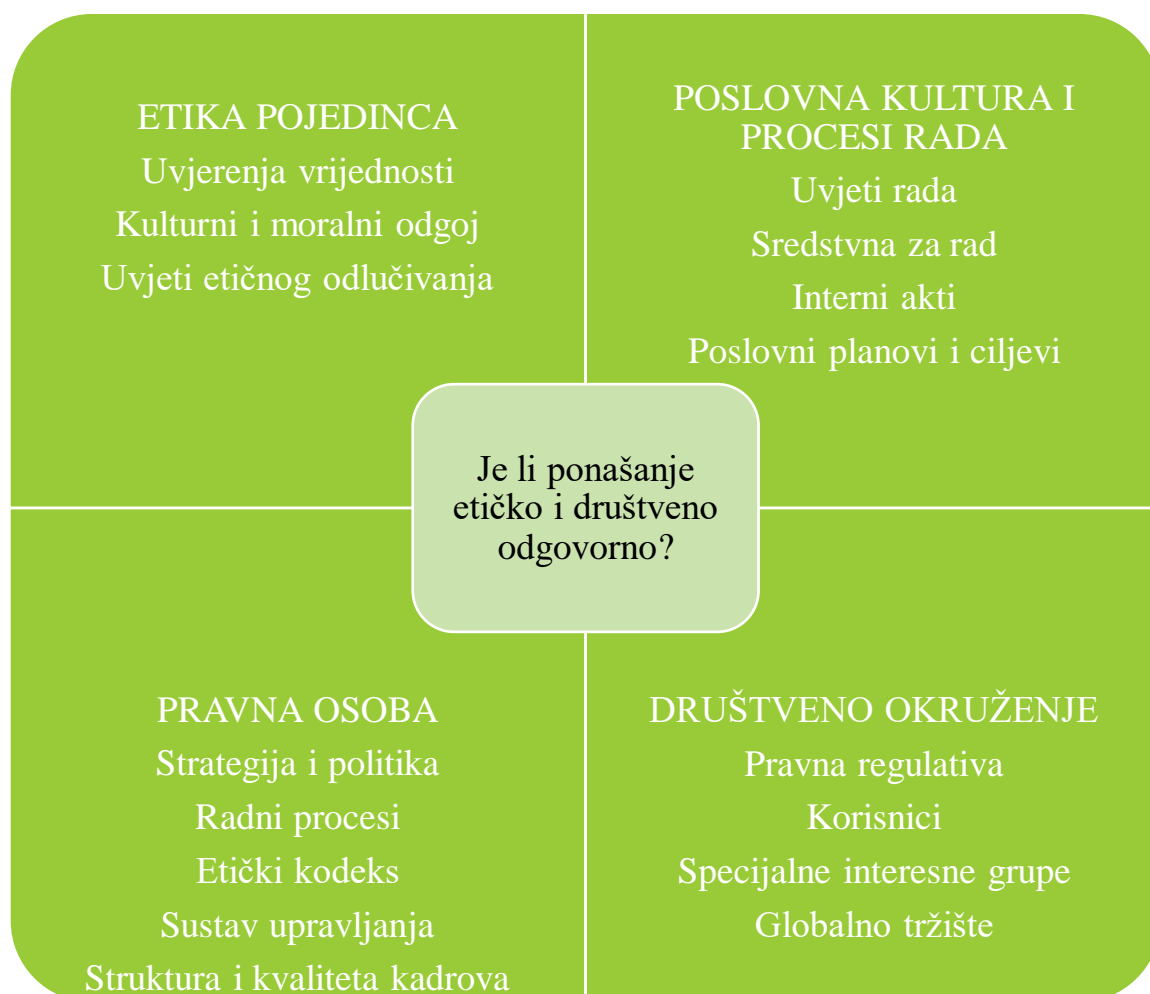 ETIKA POJEDINCA
Uvjerenja vrijednosti
Kulturni i moralni odgoj
Uvjeti etičnog odlučivanja
POSLOVNA KULTURA I
PROCESI RADA
Uvjeti rada
Sredstvna za rad
Interni akti
Poslovni planovi i ciljevi
Je li ponašanje
etičko i društveno
odgovorno?
PRAVNA OSOBA
Strategija i politika
Radni procesi
Etički kodeks
Sustav upravljanja
Struktura i kvaliteta kadrova
DRUŠTVENO OKRUŽENJE
Pravna regulativa
Korisnici
Specijalne interesne grupe
Globalno tržište